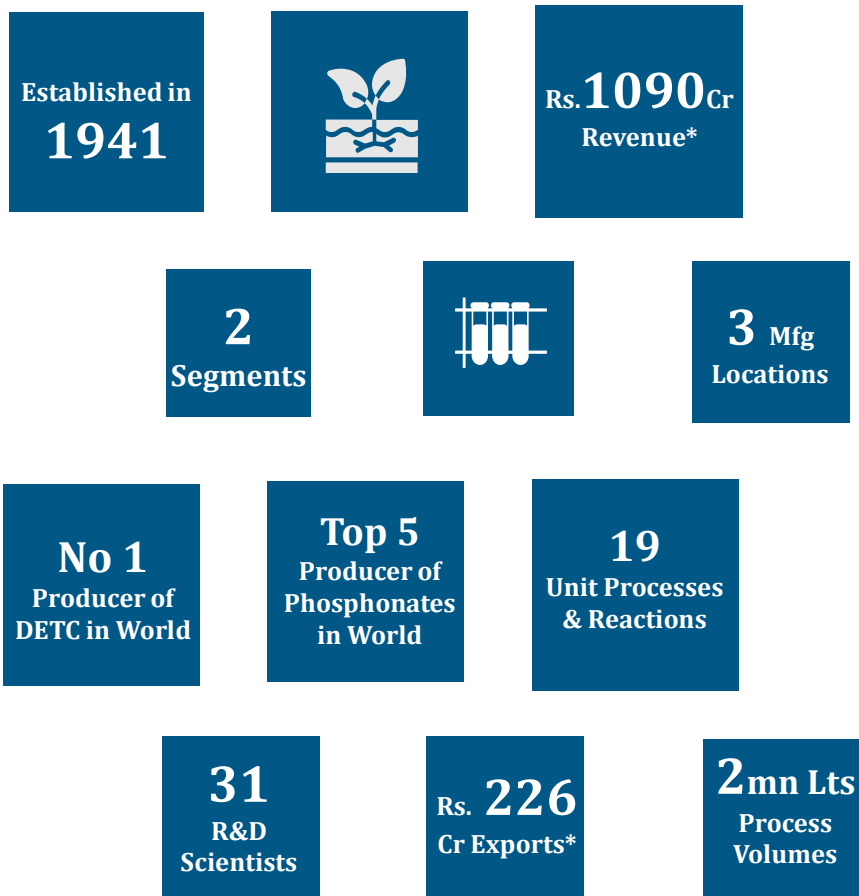 Established in
1941
Rs.1090Cr
Revenue*
2
Segments
3 Mfg
Locations
No 1
Producer of
DETC in World
Top 5
Producer of
Phosphonates
in World
19
Unit Processes
& Reactions
31
R&D
Scientists
Rs. 226
Cr Exports*
2mn Lts
Process
Volumes